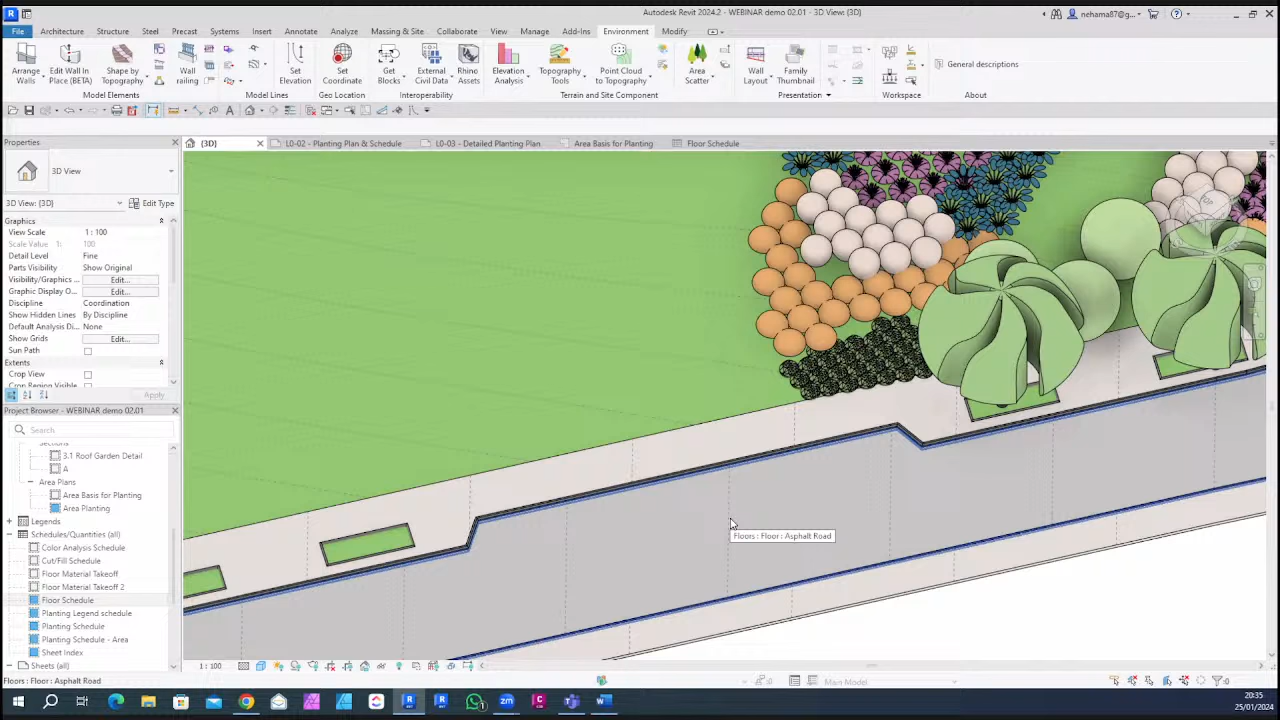 Autodesk Revit 2024.2 - WEBINAR demo 02.01 - 3D View: {3D}
nehama87@g...
File Architecture Structure Steel Precast Systems Insert Annotate Analyze Massing & Site Collaborate View Manage Add-Ins Environment Modify
Arrange Walls
Edit Wall In Place (BETA)
Shape by Topography
Wall railing
Set Elevation
Set Coordinate
Get Blocks
External Civil Data
Rhino Assets
Elevation Analysis
Topography Tools
Point Cloud to Topography
Area Scatter
Wall Layout
Family Thumbnail
General descriptions
Model Elements Model Lines Geo Location Interoperability Terrain and Site Component Presentation Workspace About
Properties
{3D} L0-02 - Planting Plan & Schedule L0-03 - Detailed Planting Plan Area Basis for Planting Floor Schedule
3D View
3D View: {3D} Edit Type
Graphics
View Scale 1 : 100
Scale Value 1: 100
Detail Level Fine
Parts Visibility Show Original
Visibility/Graphics ... Edit...
Graphic Display O... Edit...
Discipline Coordination
Show Hidden Lines By Discipline
Default Analysis Di... None
Show Grids Edit...
Sun Path
Extents
Crop View
Crop Region Visible
Apply
Project Browser - WEBINAR demo 02.01
Search
Sections
3.1 Roof Garden Detail
A
Area Plans
Area Basis for Planting
Area Planting
Legends
Schedules/Quantities (all)
Color Analysis Schedule
Cut/Fill Schedule
Floor Material Takeoff
Floor Material Takeoff 2
Floor Schedule
Planting Legend schedule
Planting Schedule
Planting Schedule - Area
Sheet Index
Sheets (all)
Floors : Floor : Asphalt Road
1 : 100
Floors : Floor : Asphalt Road
:0
Main Model
:0
20:35
25/01/2024